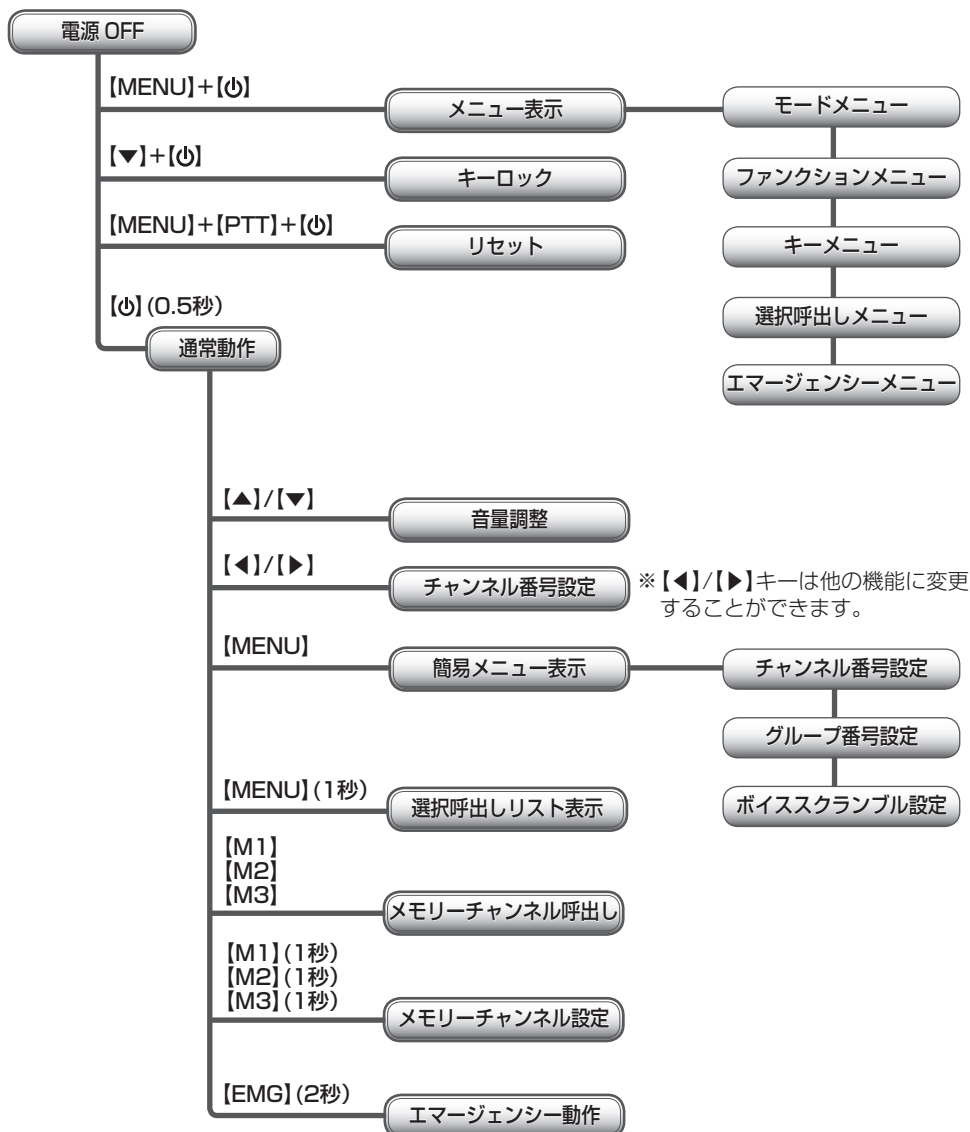 電源 OFF
【MENU】+【⏻】
メニュー表示
モードメニュー
【▼】+【⏻】
キーロック
ファンクションメニュー
【MENU】+【PTT】+【⏻】
リセット
キーメニュー
【⏻】(0.5秒)
通常動作
選択呼出しメニュー
エマージェンシーメニュー
【▲】/【▼】
音量調整
【◀】/【▶】
チャンネル番号設定
※【◀】/【▶】キーは他の機能に変更
することができます。
【MENU】
簡易メニュー表示
チャンネル番号設定
グループ番号設定
ボイススクランブル設定
【MENU】(1秒)
選択呼出しリスト表示
【M1】
【M2】
【M3】
メモリーチャンネル呼出し
【M1】(1秒)
【M2】(1秒)
【M3】(1秒)
メモリーチャンネル設定
【EMG】(2秒)
エマージェンシー動作